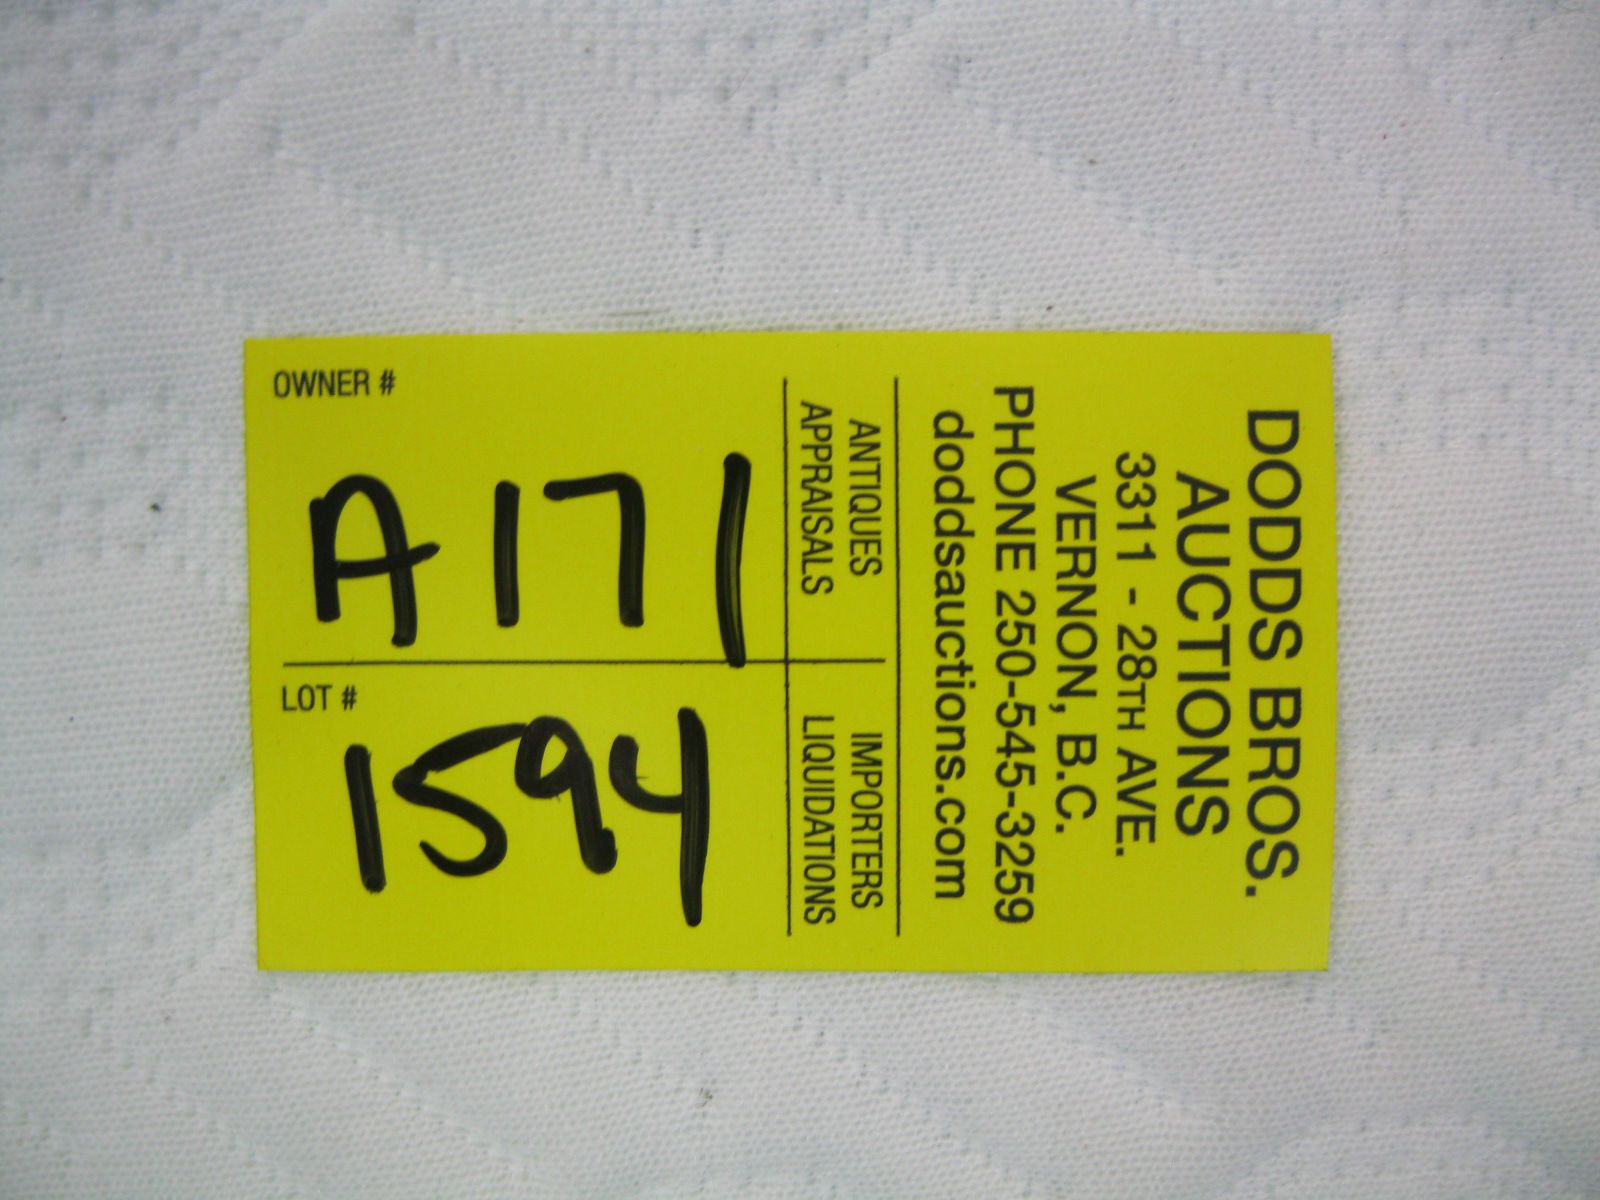 DODDS BROS.
AUCTIONS
3311 - 28TH AVE.
VERNON, B.C.
PHONE 250-545-3259
doddsauctions.com
ANTIQUES
APPRAISALS
IMPORTERS
LIQUIDATIONS
OWNER #
A171
LOT #
1594